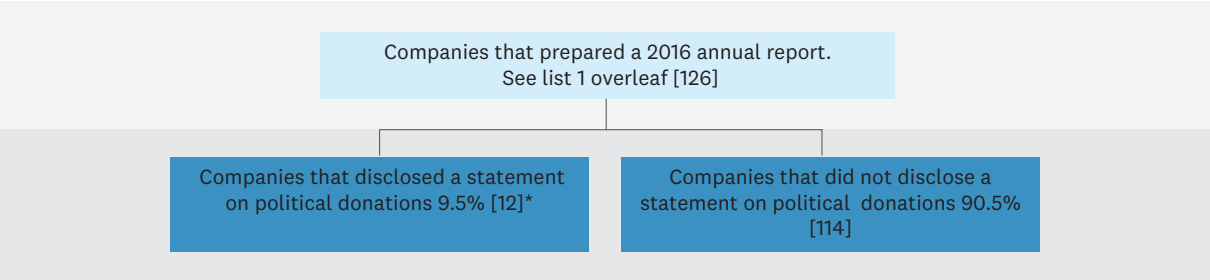 Companies that prepared a 2016 annual report.
See list 1 overleaf [126]
Companies that disclosed a statement
on political donations 9.5% [12]*
Companies that did not disclose a
statement on political donations 90.5%
[114]